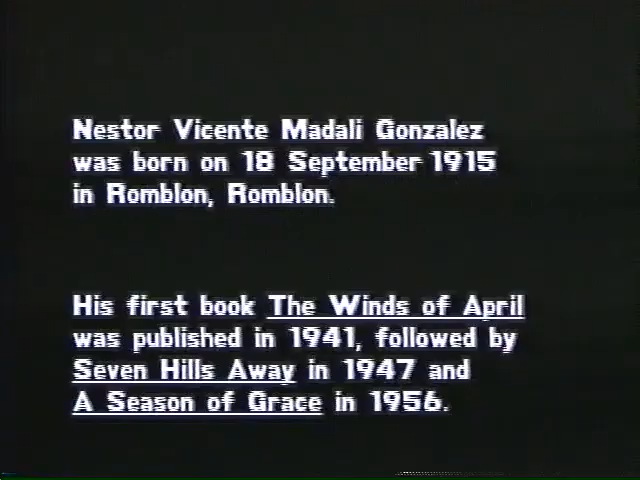 Nestor Vicente Madali Gonzalez
was born on 18 September 1915
in Romblon, Romblon.
His first book The Winds of April
was published in 1941, followed by
Seven Hills Away in 1947 and
A Season of Grace in 1956.